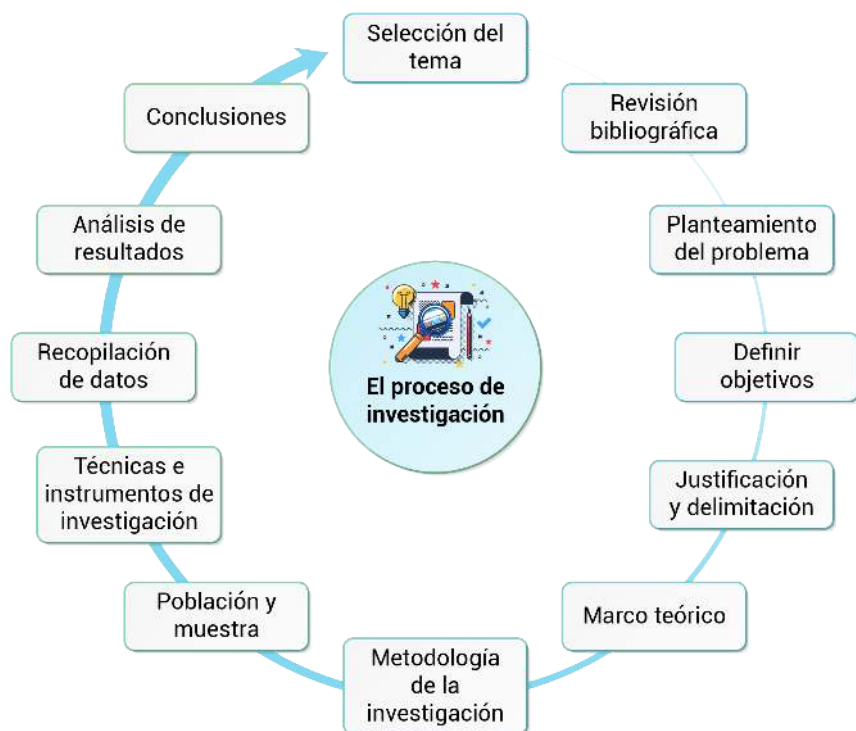 Selección del
tema
Revisión
bibliográfica
Planteamiento
del problema
Definir
objetivos
Justificación
y delimitación
Marco teórico
Metodología
de la
investigación
Población y
muestra
Técnicas e
instrumentos de
investigación
Recopilación
de datos
Análisis de
resultados
Conclusiones
El proceso de
investigación